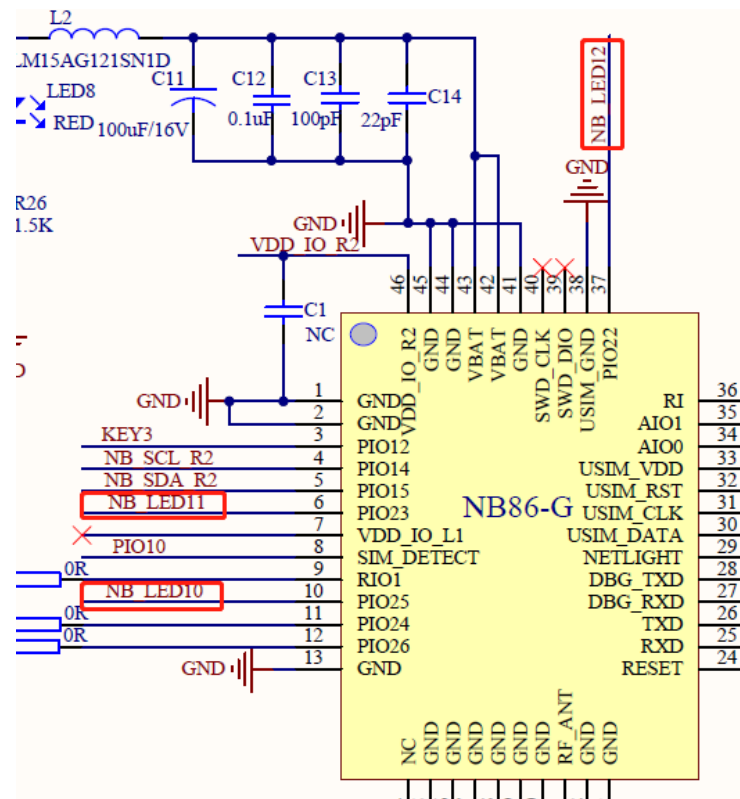 L2
LM15AG121SN1D
LED8
RED
C11
100uF/16V
C12
0.1uF
C13
100pF
C14
22pF
NB_LED12
GND
R26
1.5K
GND
VDD_IO_R2
C1
NC
46 45 44 43 42 41 40 39 38 37
VDD_IO_R2
GND
GND
VBAT
VBAT
GND
SWD_CLK
SWD_DIO
USIM_GND
PIO22
GND
1 GND
2 GND
KEY3 3 PIO12
NB_SCL_R2 4 PIO14
NB_SDA_R2 5 PIO15
NB_LED11 6 PIO23
7 VDD_IO_L1
PIO10 8 SIM_DETECT
0R 9 RIO1
NB_LED10 10 PIO25
0R 11 PIO24
0R 12 PIO26
GND 13 GND
NB86-G
RI 36
AIO1 35
AIO0 34
USIM_VDD 33
USIM_RST 32
USIM_CLK 31
USIM_DATA 30
NETLIGHT 29
DBG_TXD 28
DBG_RXD 27
TXD 26
RXD 25
RESET 24
NC
GND
GND
GND
GND
GND
GND
RF_ANT
GND
GND